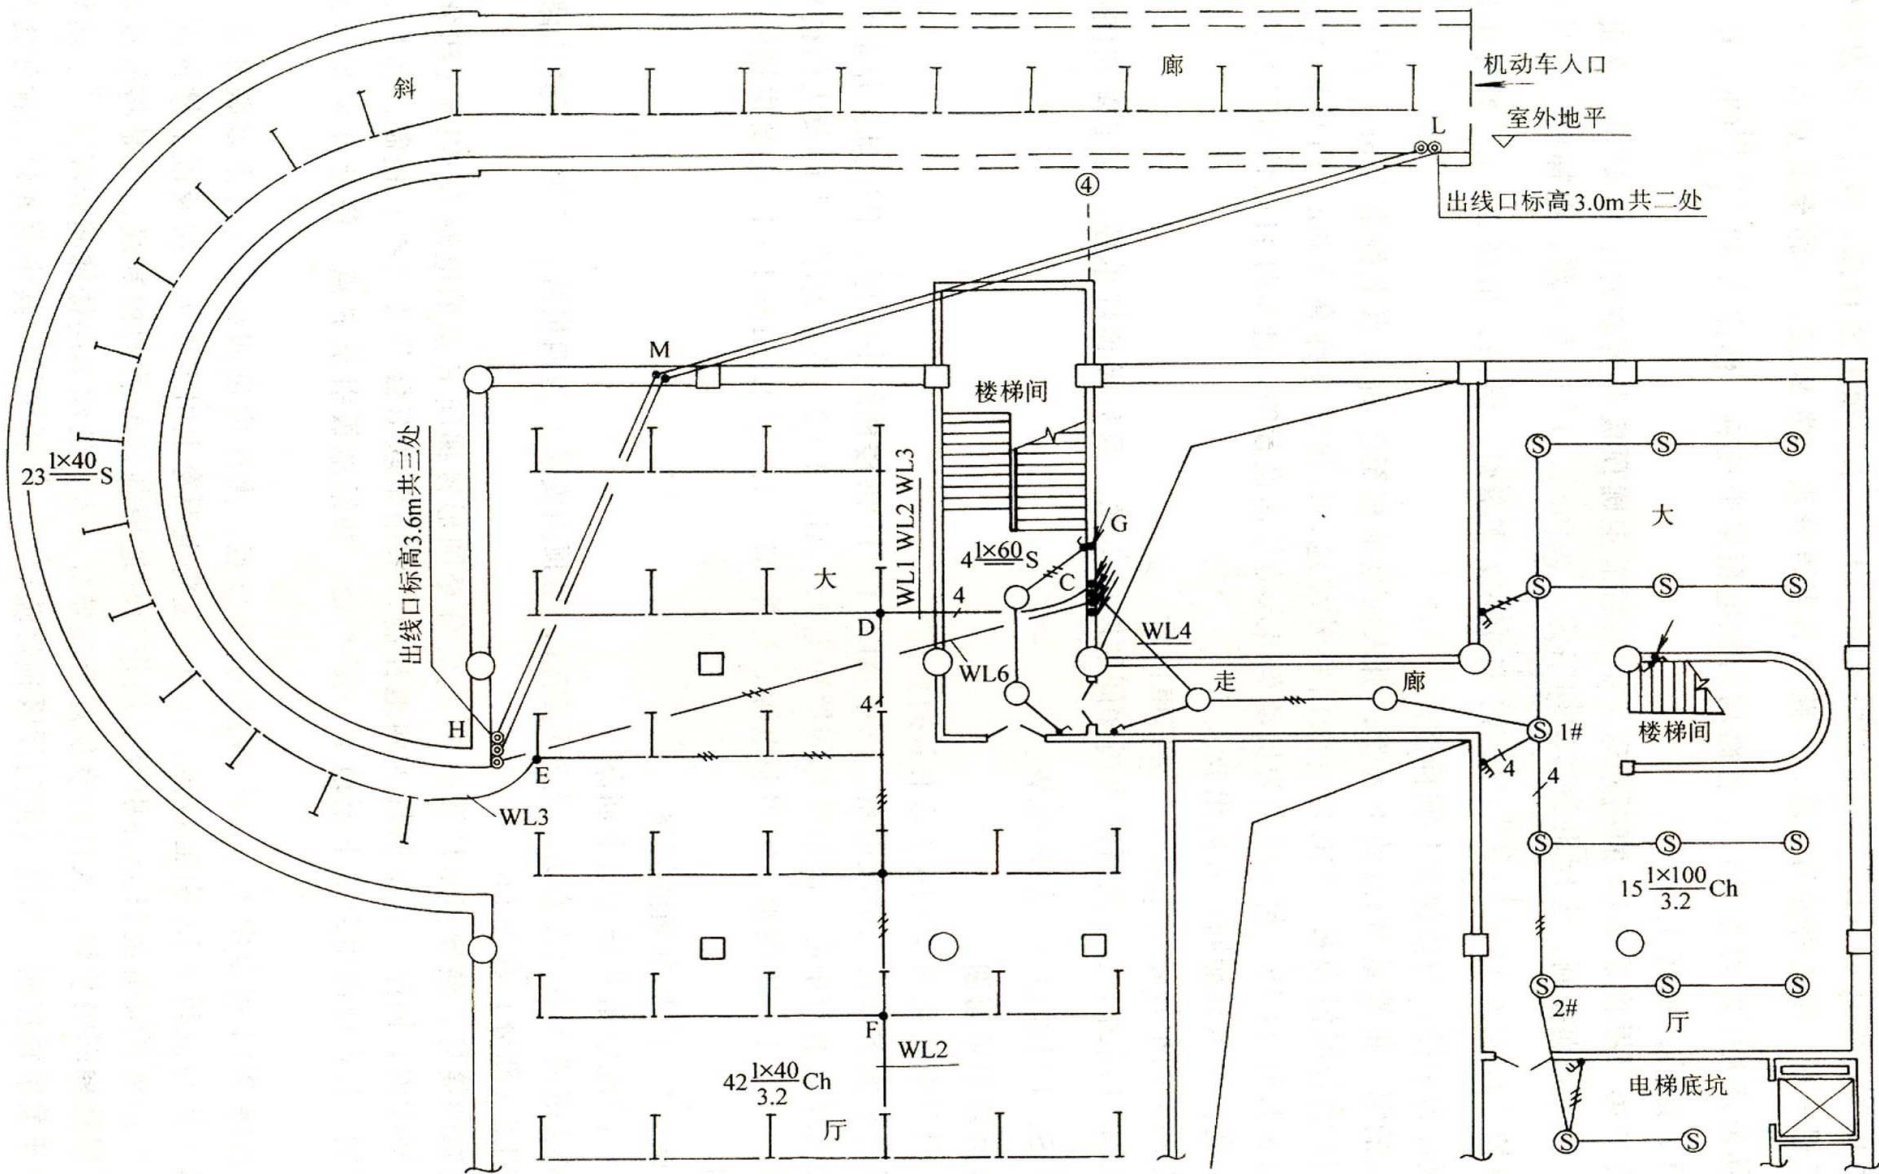 斜
廊
机动车入口
L
室外地平
④
出线口标高3.0m共二处
M
楼梯间
23 1×40 S
出线口标高3.6m共三处
WL1 WL2 WL3
G
4 1×60 S
C
大
4
D
WL4
WL6
走
廊
4
H
E
WL3
S S S
大
S S S
楼梯间
S 1#
4
4
S S S
15 1×100/3.2 Ch
S S S
2#
厅
F
WL2
42 1×40/3.2 Ch
厅
电梯底坑
S S